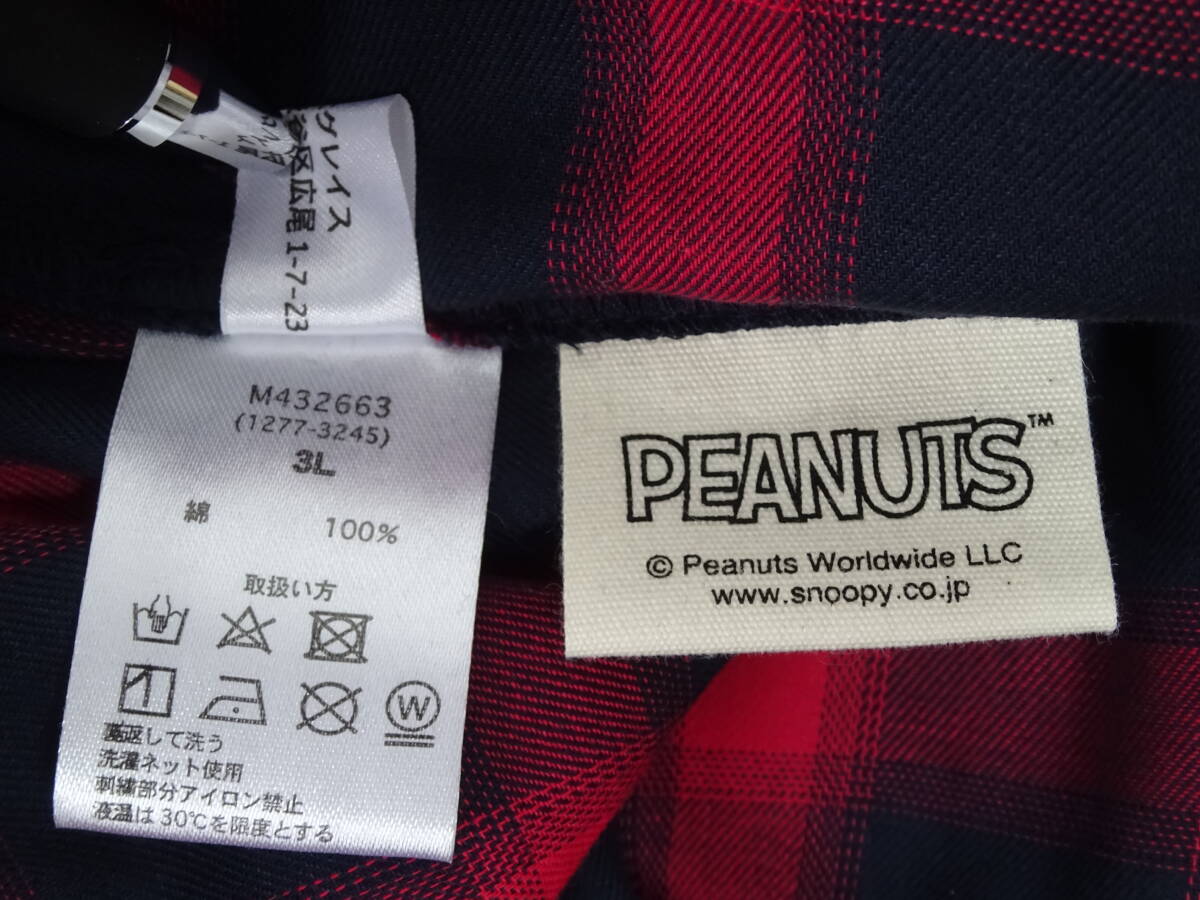 グレイス
区広尾1-7-23
M432663
(1277-3245)
3L
綿 100%
取扱い方
W
裏返して洗う
洗濯ネット使用
刺繍部分アイロン禁止
液温は30℃を限度とする
PEANUTS™
© Peanuts Worldwide LLC
www.snoopy.co.jp